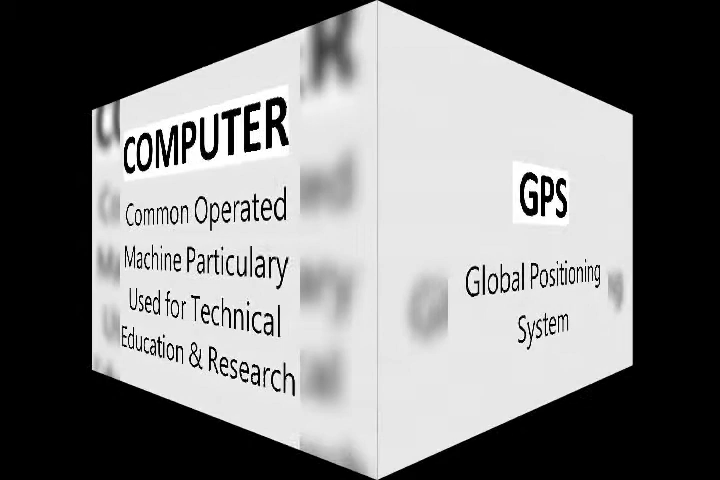 COMPUTER
Common Operated
Machine Particulary
Used for Technical
Education & Research
GPS
Global Positioning
System